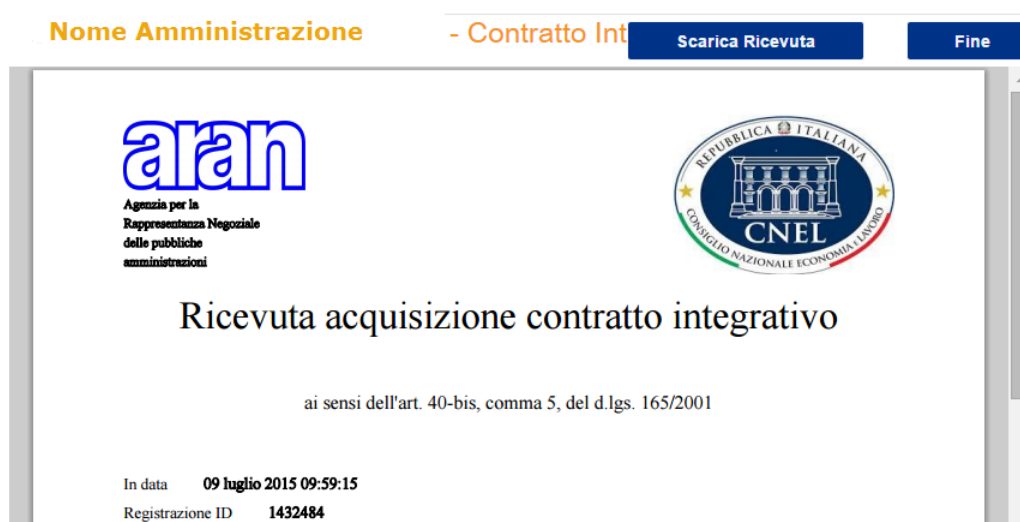 Nome Amministrazione - Contratto Int
Scarica Ricevuta
Fine
aran
Agenzia per la
Rappresentanza Negoziale
delle pubbliche
amministrazioni
REPUBBLICA ITALIANA
CNEL
CONSIGLIO NAZIONALE ECONOMIA E LAVORO
Ricevuta acquisizione contratto integrativo
ai sensi dell'art. 40-bis, comma 5, del d.lgs. 165/2001
In data 09 luglio 2015 09:59:15
Registrazione ID 1432484